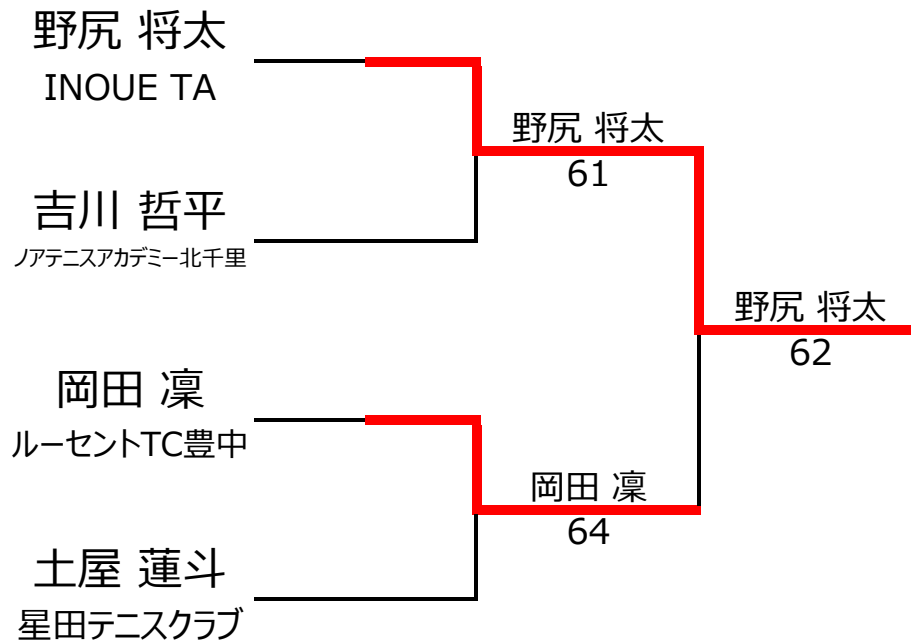 野尻 将太
INOUE TA
野尻 将太
61
吉川 哲平
ノアテニスアカデミー北千里
野尻 将太
62
岡田 凜
ルーセントTC豊中
岡田 凜
64
土屋 蓮斗
星田テニスクラブ